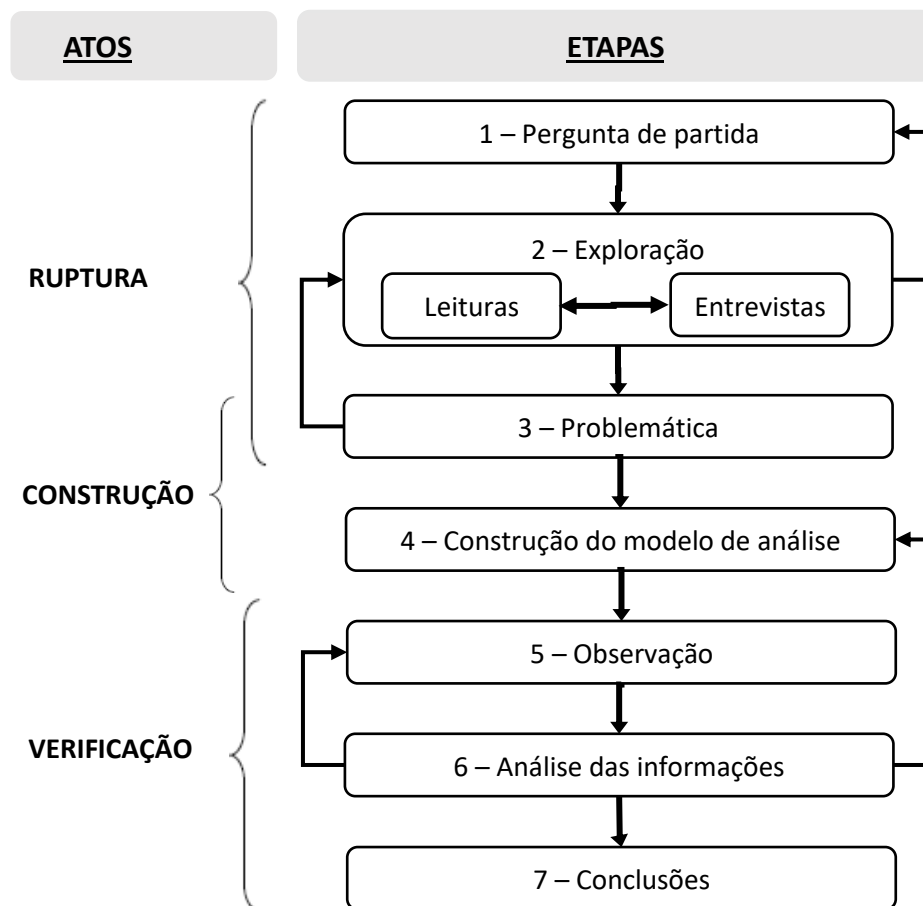 ATOS
ETAPAS
1 – Pergunta de partida
2 – Exploração
RUPTURA
Leituras
Entrevistas
3 – Problemática
CONSTRUÇÃO
4 – Construção do modelo de análise
5 – Observação
VERIFICAÇÃO
6 – Análise das informações
7 – Conclusões